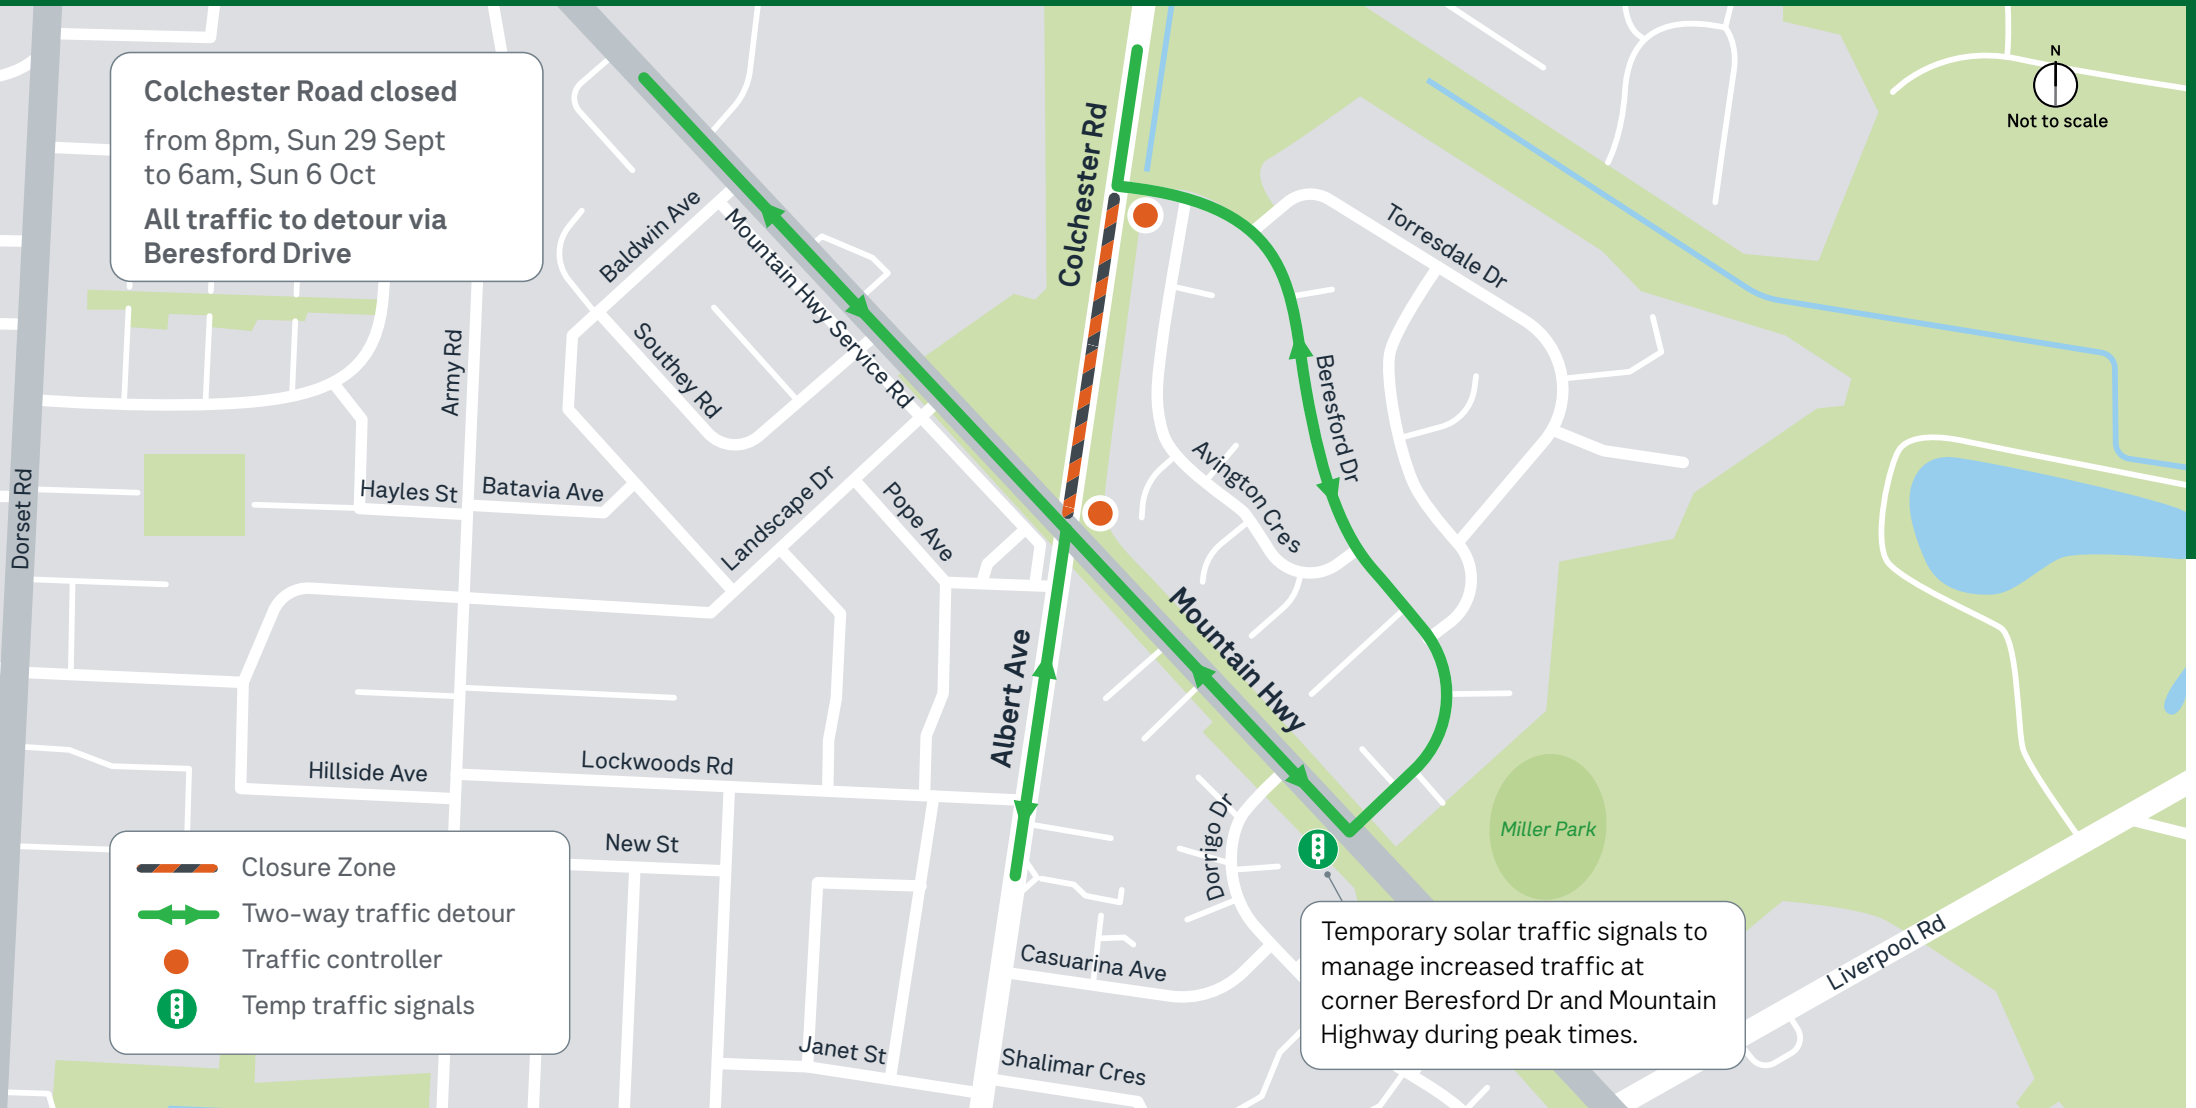 Colchester Road closed
from 8pm, Sun 29 Sept
to 6am, Sun 6 Oct
All traffic to detour via
Beresford Drive
N
Not to scale
Colchester Rd
Torresdale Dr
Baldwin Ave
Mountain Hwy Service Rd
Southey Rd
Army Rd
Beresford Dr
Avington Cres
Dorset Rd
Hayles St
Batavia Ave
Landscape Dr
Pope Ave
Mountain Hwy
Albert Ave
Hillside Ave
Lockwoods Rd
New St
Dorrigo Dr
Miller Park
Casuarina Ave
Liverpool Rd
Janet St
Shalimar Cres
Closure Zone
Two-way traffic detour
Traffic controller
Temp traffic signals
Temporary solar traffic signals to
manage increased traffic at
corner Beresford Dr and Mountain
Highway during peak times.